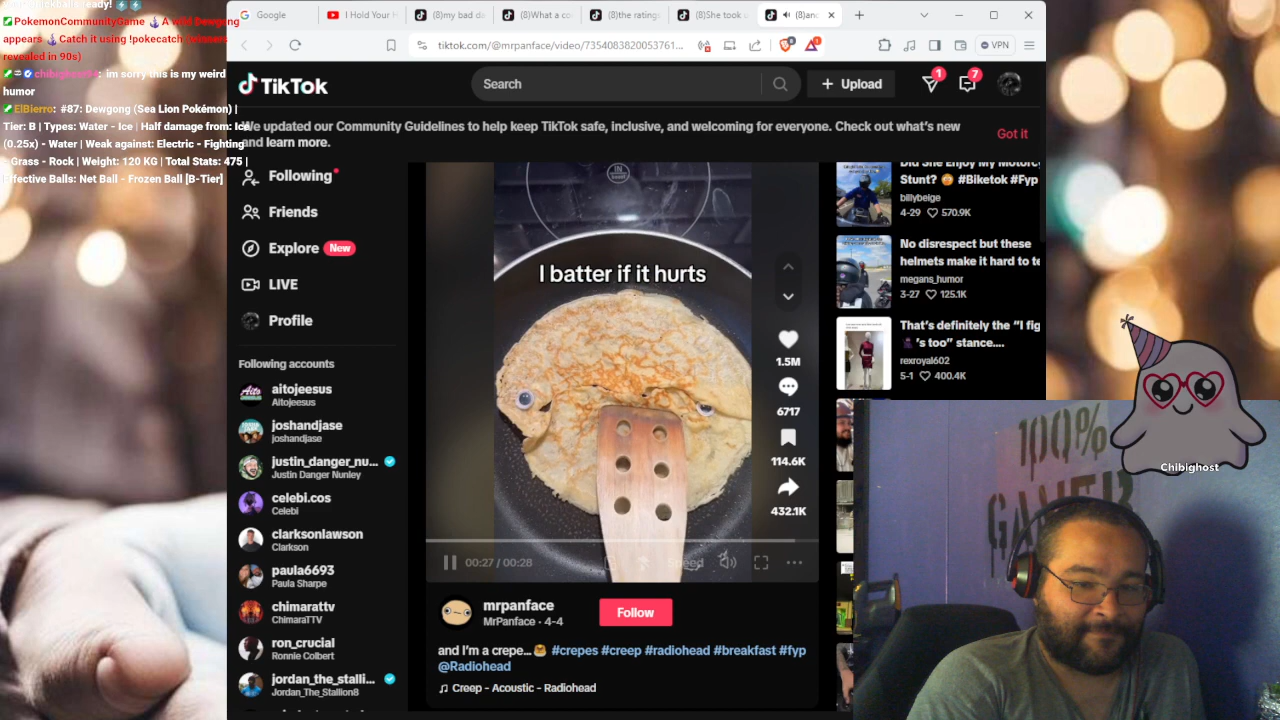 PokemonCommunityGame: A wild Dewgong
appears Catch it using !pokecatch (winners
revealed in 90s)
im sorry this is my weird
humor
ElBierro: #87: Dewgong (Sea Lion Pokémon) |
Tier: B | Types: Water - Ice | Half damage from: Ice
(0.25x) - Water | Weak against: Electric - Fighting
- Grass - Rock | Weight: 120 KG | Total Stats: 475 |
Effective Balls: Net Ball - Frozen Ball [B-Tier]
Google
I Hold Your H
(8)my bad da
(8)What a co
(8)the ratings
(8)She took a
(8)and
tiktok.com/@mrpanface/video/7354083820053761...
VPN
TikTok
Search
+ Upload
1
7
We updated our Community Guidelines to help keep TikTok safe, inclusive, and welcoming for everyone. Check out what's new
and learn more.
Got it
Following
Friends
Explore New
LIVE
Profile
Following accounts
aitojeesus
Aitojeesus
joshandjase
joshandjase
justin_danger_nu...
Justin Danger Nunley
celebi.cos
Celebi
clarksonlawson
Clarkson
paula6693
Paula Sharpe
chimarattv
ChimaraTTV
ron_crucial
Ronnie Colbert
jordan_the_stalli...
Jordan_The_Stallion8
I batter if it hurts
1.5M
6717
114.6K
432.1K
00:27 / 00:28
Speed
mrpanface
MrPanface · 4-4
Follow
and I'm a crepe... #crepes #creep #radiohead #breakfast #fyp
@Radiohead
Creep - Acoustic - Radiohead
Did She Enjoy My Motorcy
Stunt? #Biketok #Fyp
billybeige
4-29 570.9K
No disrespect but these
helmets make it hard to te
megans_humor
3-27 125.1K
That's definitely the "I fig
's too" stance....
rexroyal602
5-1 400.4K
100%
GAMER
Chibighost